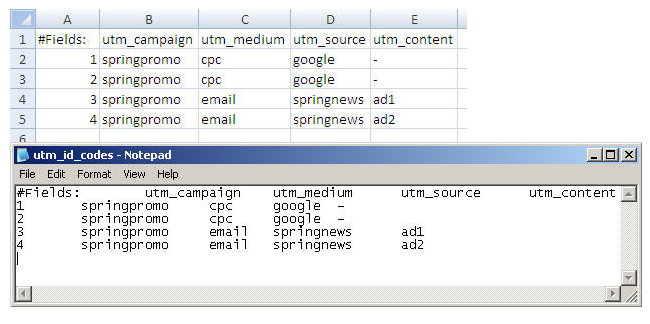 A B C D E
1 #Fields: utm_campaign utm_medium utm_source utm_content
2 1 springpromo cpc google -
3 2 springpromo cpc google -
4 3 springpromo email springnews ad1
5 4 springpromo email springnews ad2
6
utm_id_codes - Notepad
File Edit Format View Help
#Fields: utm_campaign utm_medium utm_source utm_content
1 springpromo cpc google -
2 springpromo cpc google -
3 springpromo email springnews ad1
4 springpromo email springnews ad2